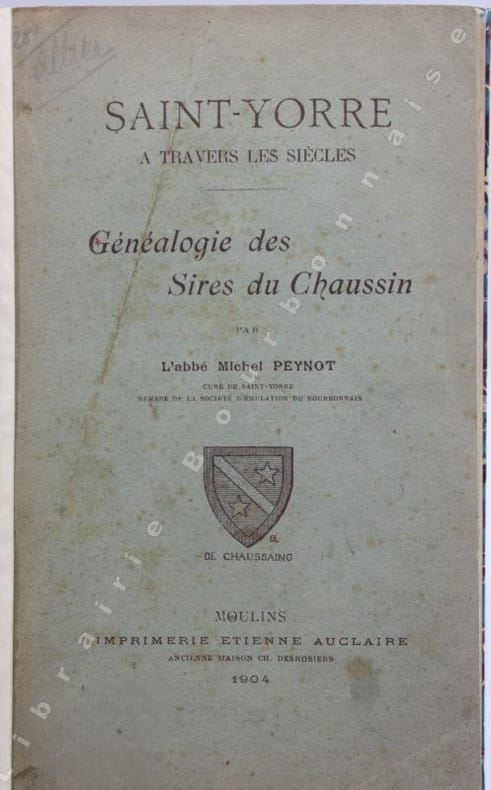 Allier
SAINT-YORRE
A TRAVERS LES SIÈCLES
Généalogie des
Sires du Chaussin
PAR
L'abbé Michel PEYNOT
CURÉ DE SAINT-YORRE
MEMBRE DE LA SOCIÉTÉ D'ÉMULATION DU BOURBONNAIS
DE CHAUSSAING
MOULINS
IMPRIMERIE ETIENNE AUCLAIRE
ANCIENNE MAISON CH. DESROSIERS
1904
Librairie Bourbonnaise